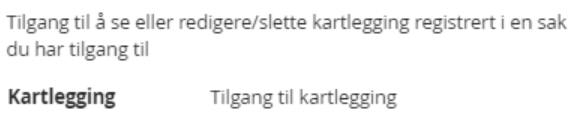 Tilgang til å se eller redigere/slette kartlegging registrert i en sak
du har tilgang til
Kartlegging Tilgang til kartlegging